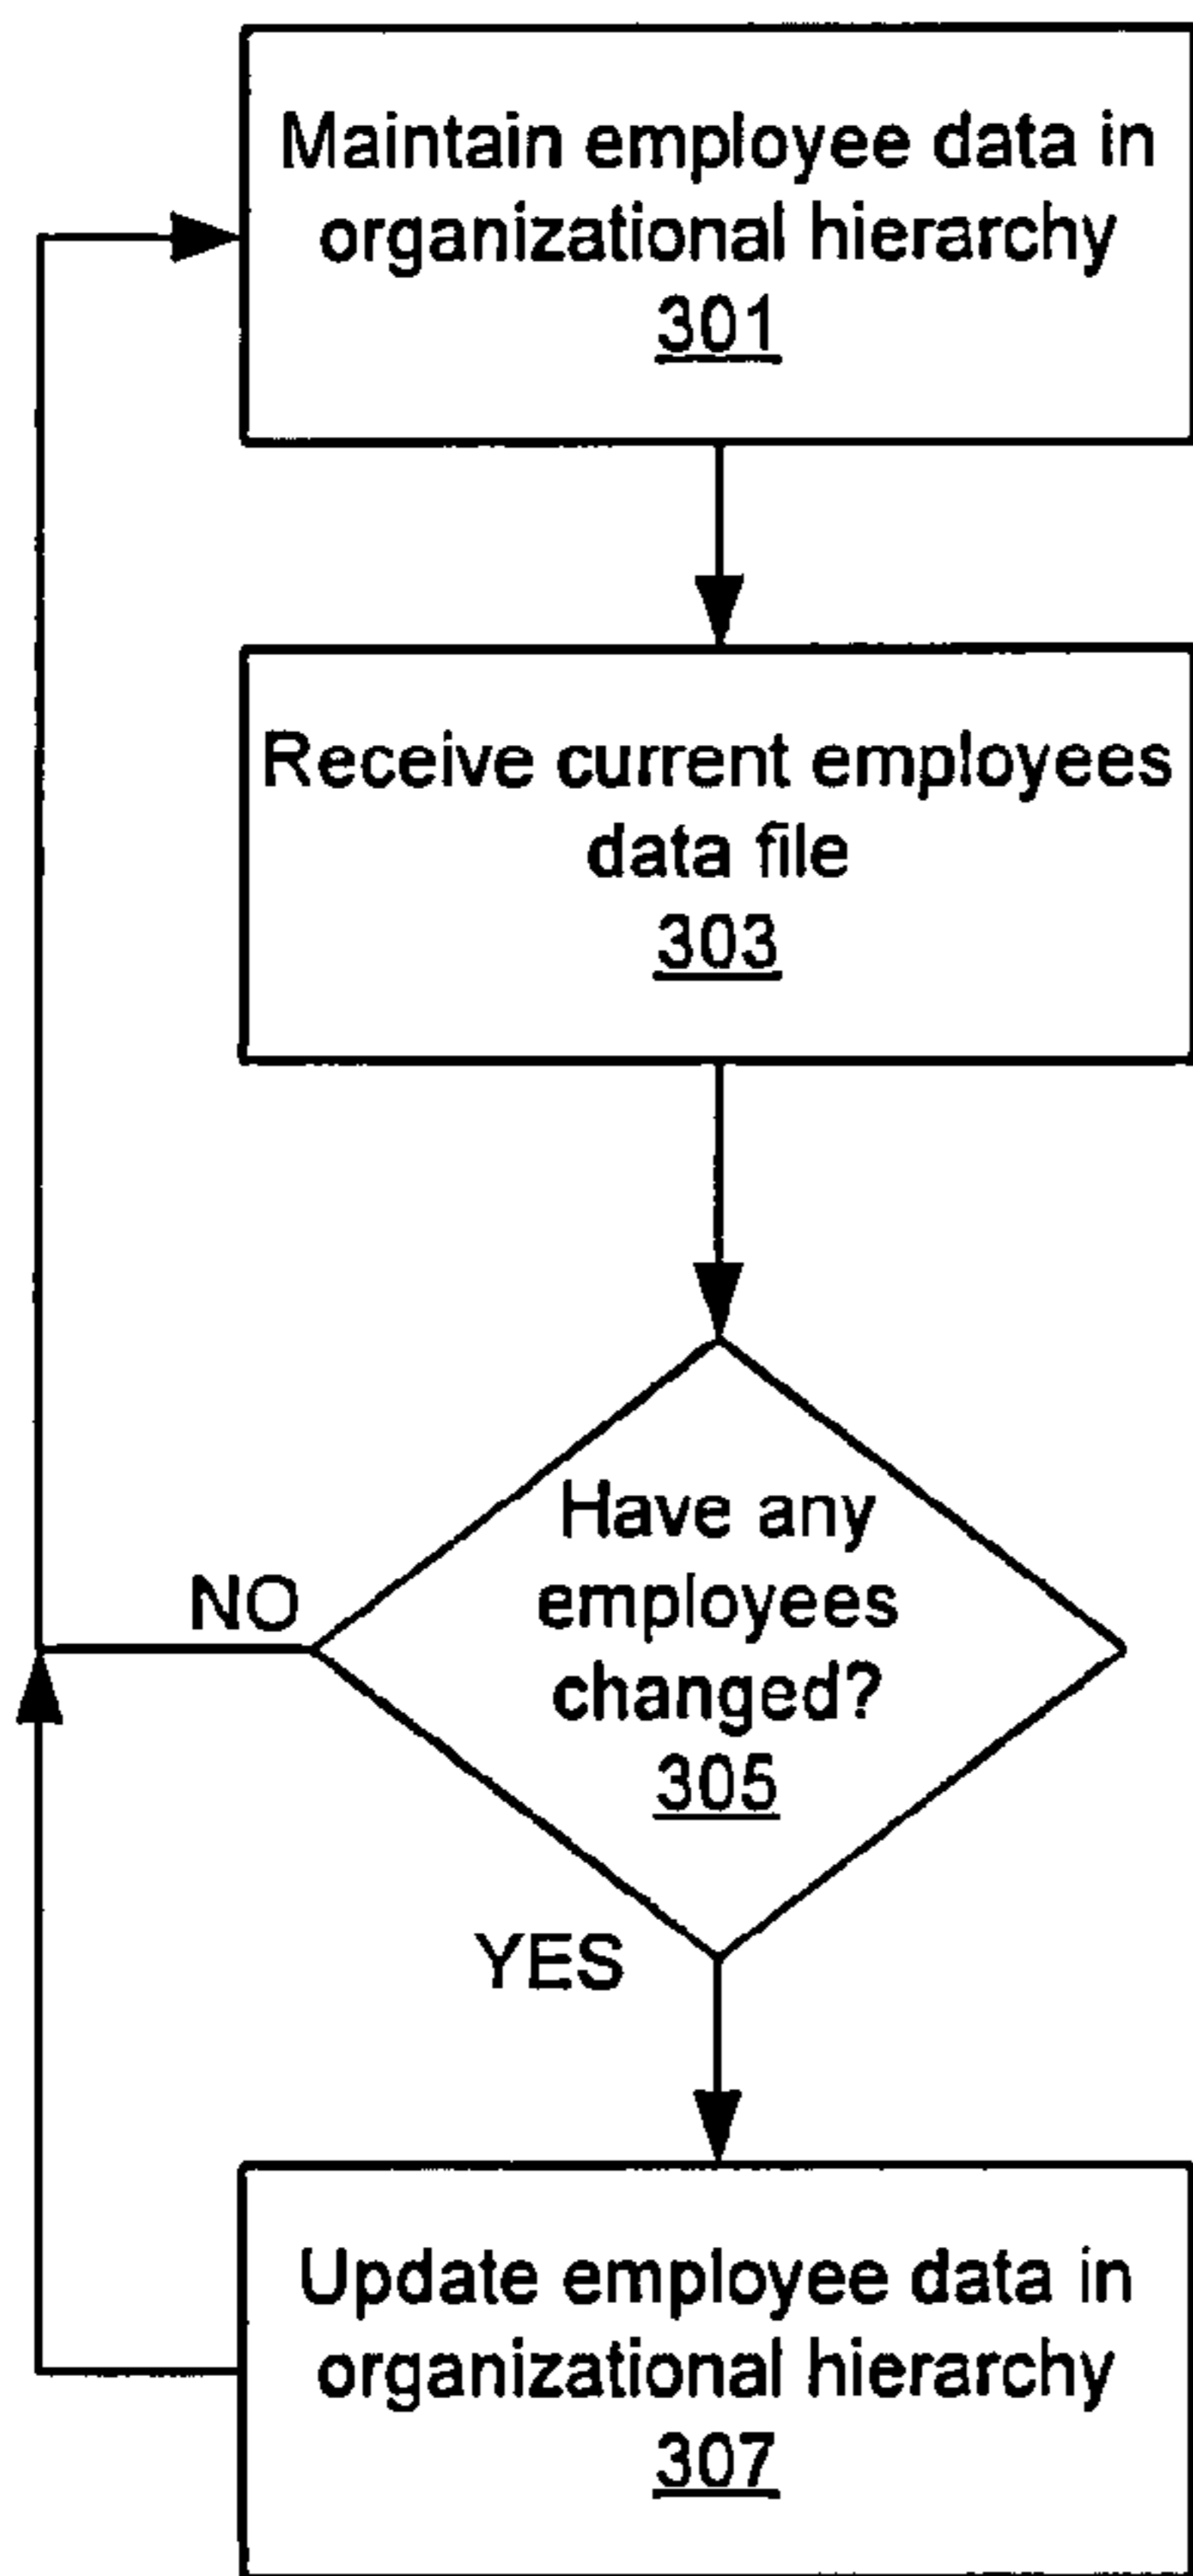 Maintain employee data in
organizational hierarchy
301
Receive current employees
data file
303
Have any
employees
changed?
305
NO
YES
Update employee data in
organizational hierarchy
307